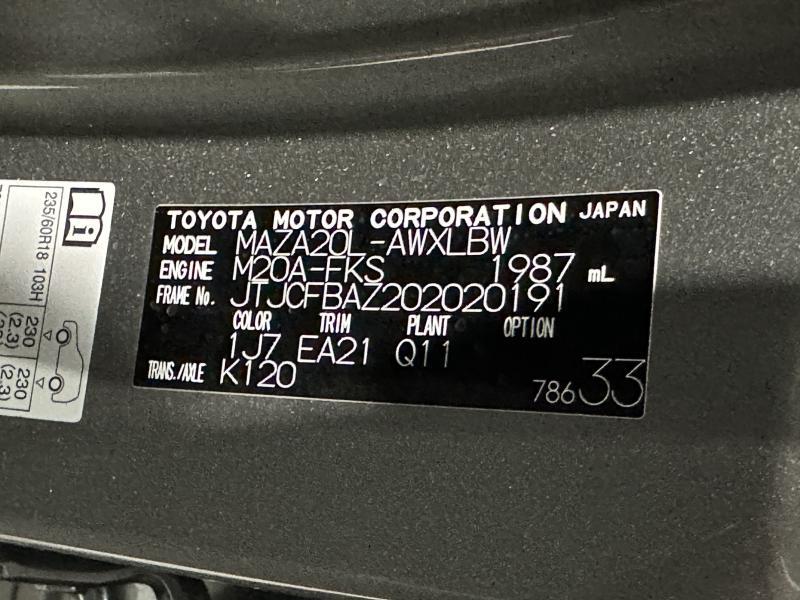 TOYOTA MOTOR CORPORATION JAPAN
MODEL MAZA20L-AWXLBW
ENGINE M20A-FKS 1987 mL
FRAME No. JTJCFBAZ202020191
COLOR TRIM PLANT OPTION
1J7 EA21 Q11
TRANS./AXLE K120
78633
235/60R18 103H
230
(2.3)
230
(2.3)